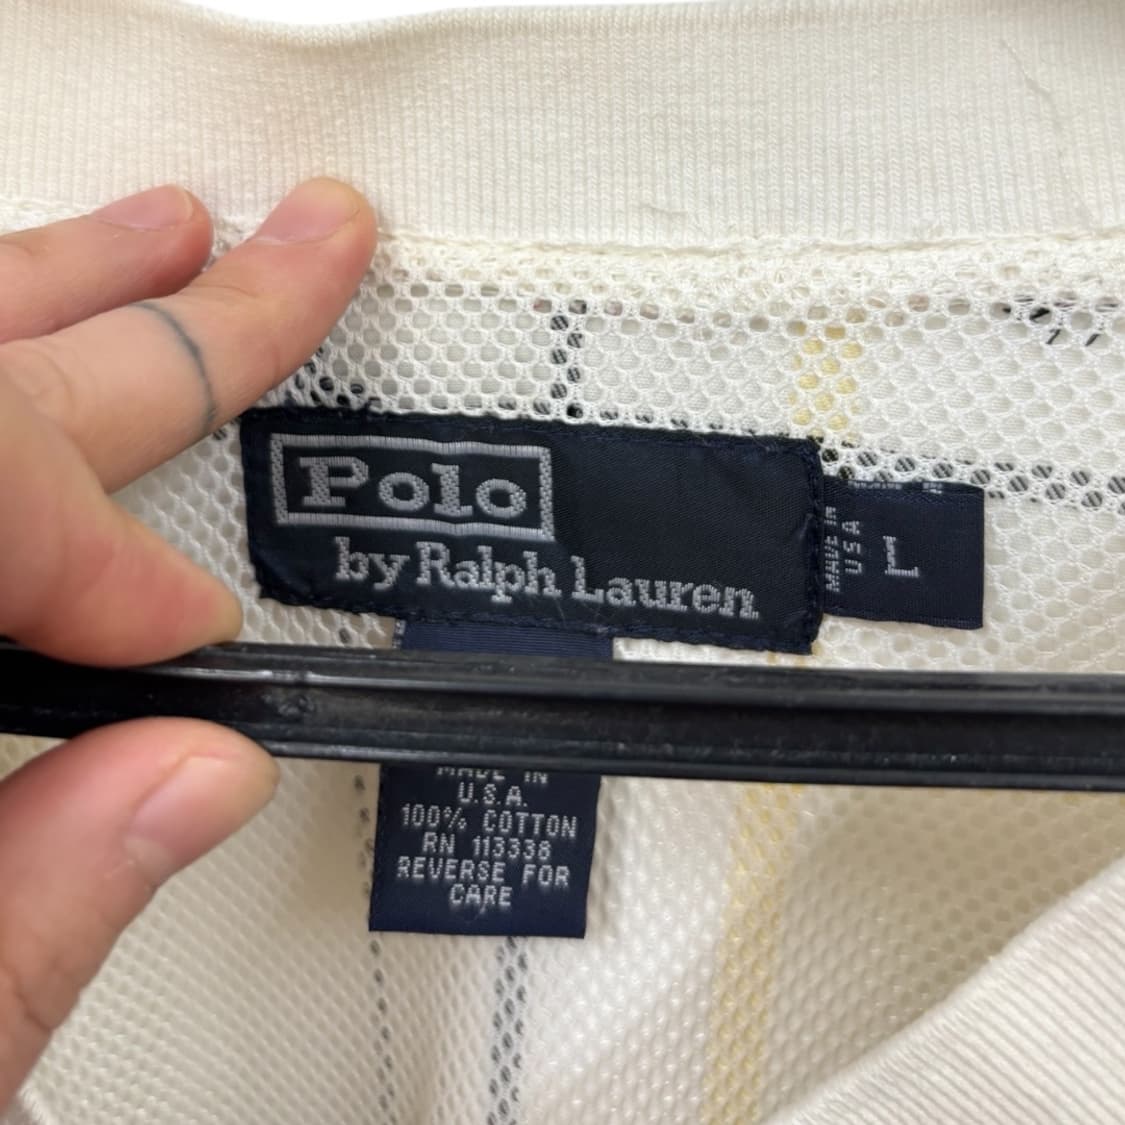 Polo
by Ralph Lauren
MADE IN
USA
L
MADE IN
U.S.A.
100% COTTON
RN 113338
REVERSE FOR
CARE